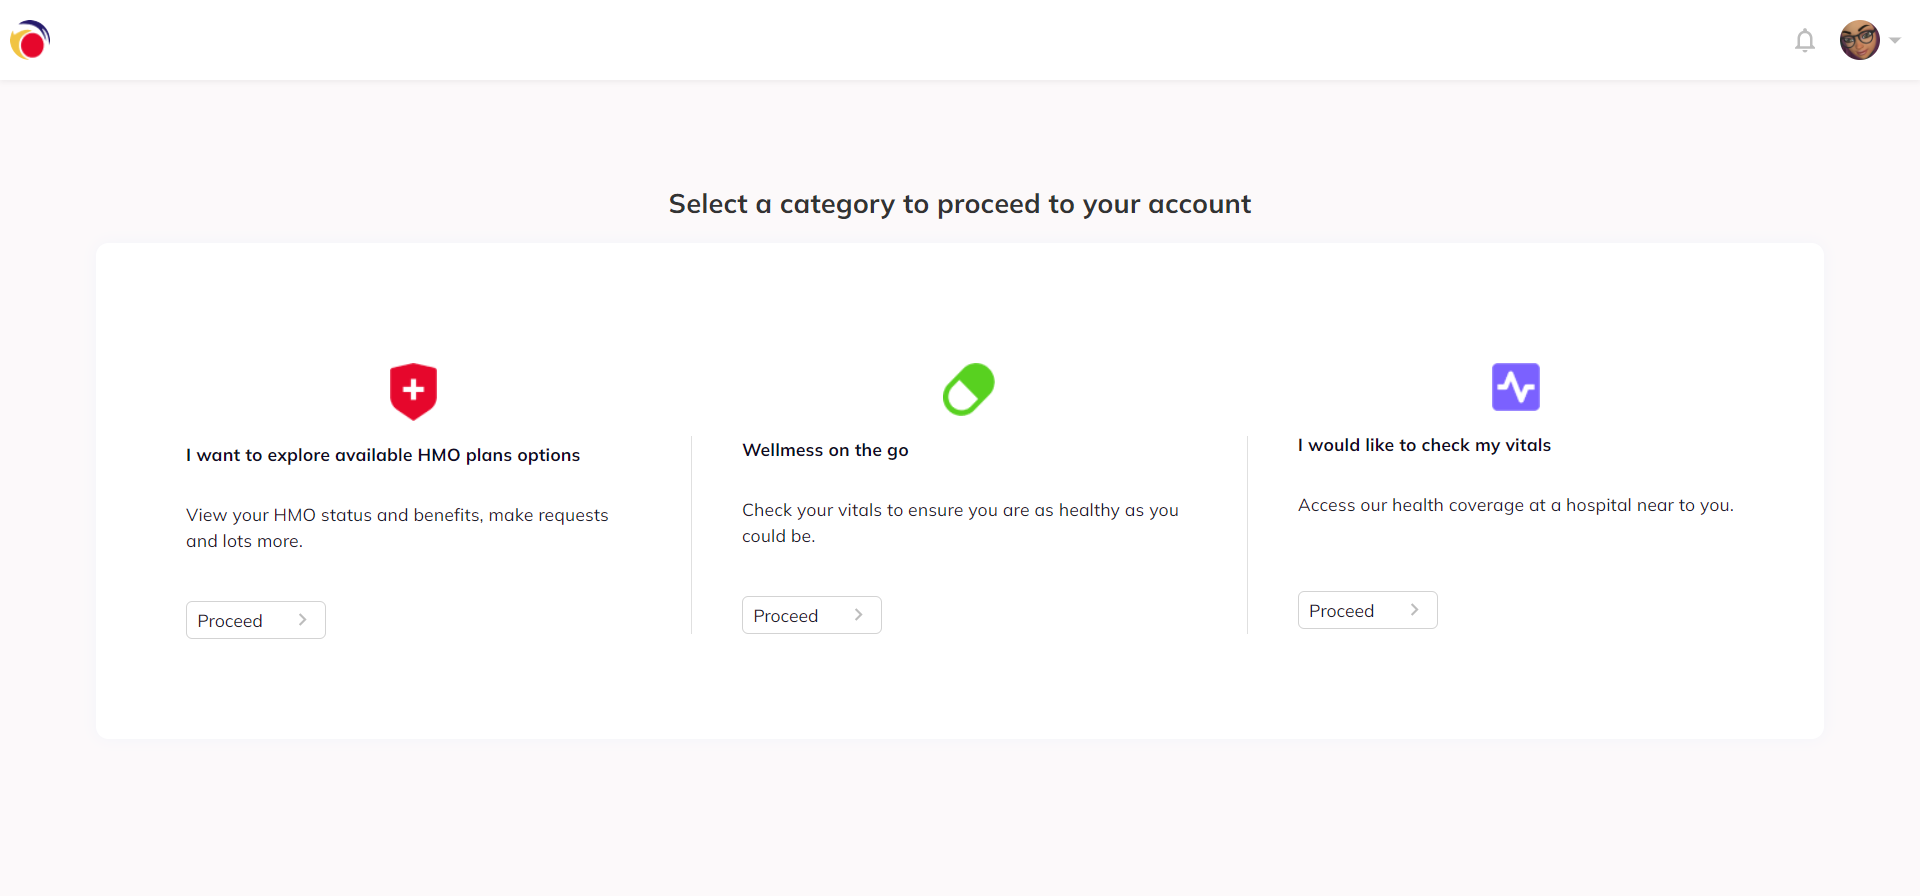 Select a category to proceed to your account
I want to explore available HMO plans options
View your HMO status and benefits, make requests
and lots more.
Proceed
Wellmess on the go
Check your vitals to ensure you are as healthy as you
could be.
Proceed
I would like to check my vitals
Access our health coverage at a hospital near to you.
Proceed